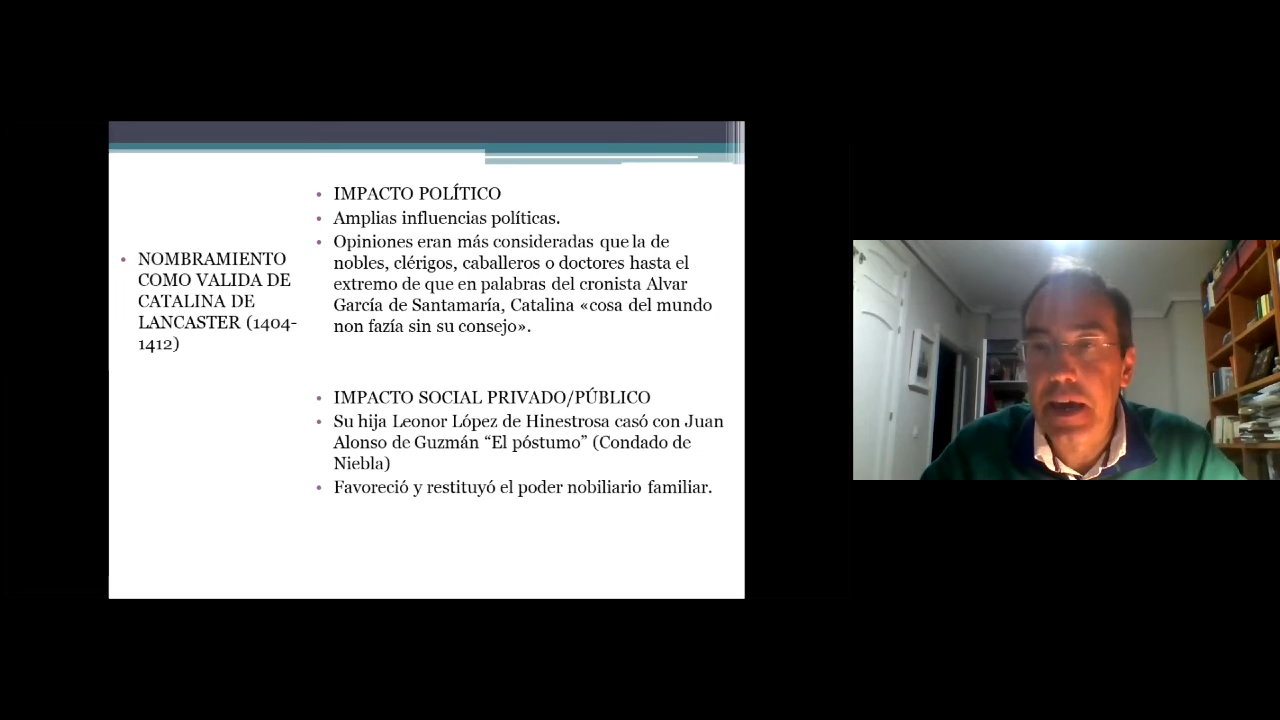 NOMBRAMIENTO
COMO VALIDA DE
CATALINA DE
LANCASTER (1404-
1412)
IMPACTO POLÍTICO
Amplias influencias políticas.
Opiniones eran más consideradas que la de
nobles, clérigos, caballeros o doctores hasta el
extremo de que en palabras del cronista Alvar
García de Santamaría, Catalina «cosa del mundo
non fazía sin su consejo».
IMPACTO SOCIAL PRIVADO/PÚBLICO
Su hija Leonor López de Hinestrosa casó con Juan
Alonso de Guzmán “El póstumo” (Condado de
Niebla)
Favoreció y restituyó el poder nobiliario familiar.